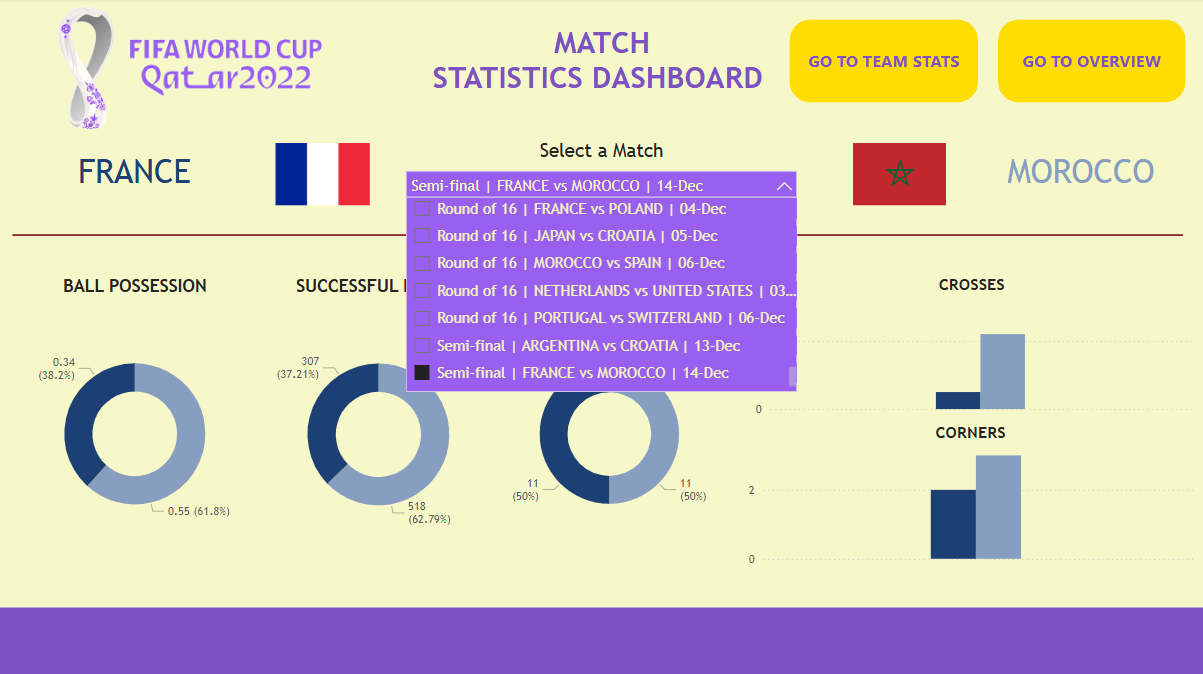 FIFA WORLD CUP
Qatar2022
MATCH
STATISTICS DASHBOARD
GO TO TEAM STATS
GO TO OVERVIEW
FRANCE
Select a Match
MOROCCO
Semi-final | FRANCE vs MOROCCO | 14-Dec
Round of 16 | FRANCE vs POLAND | 04-Dec
Round of 16 | JAPAN vs CROATIA | 05-Dec
Round of 16 | MOROCCO vs SPAIN | 06-Dec
Round of 16 | NETHERLANDS vs UNITED STATES | 03...
Round of 16 | PORTUGAL vs SWITZERLAND | 06-Dec
Semi-final | ARGENTINA vs CROATIA | 13-Dec
Semi-final | FRANCE vs MOROCCO | 14-Dec
BALL POSSESSION
0.34
(38.2%)
0.55 (61.8%)
SUCCESSFUL
307
(37.21%)
518
(62.79%)
11
(50%)
11
(50%)
CROSSES
0
CORNERS
2
0